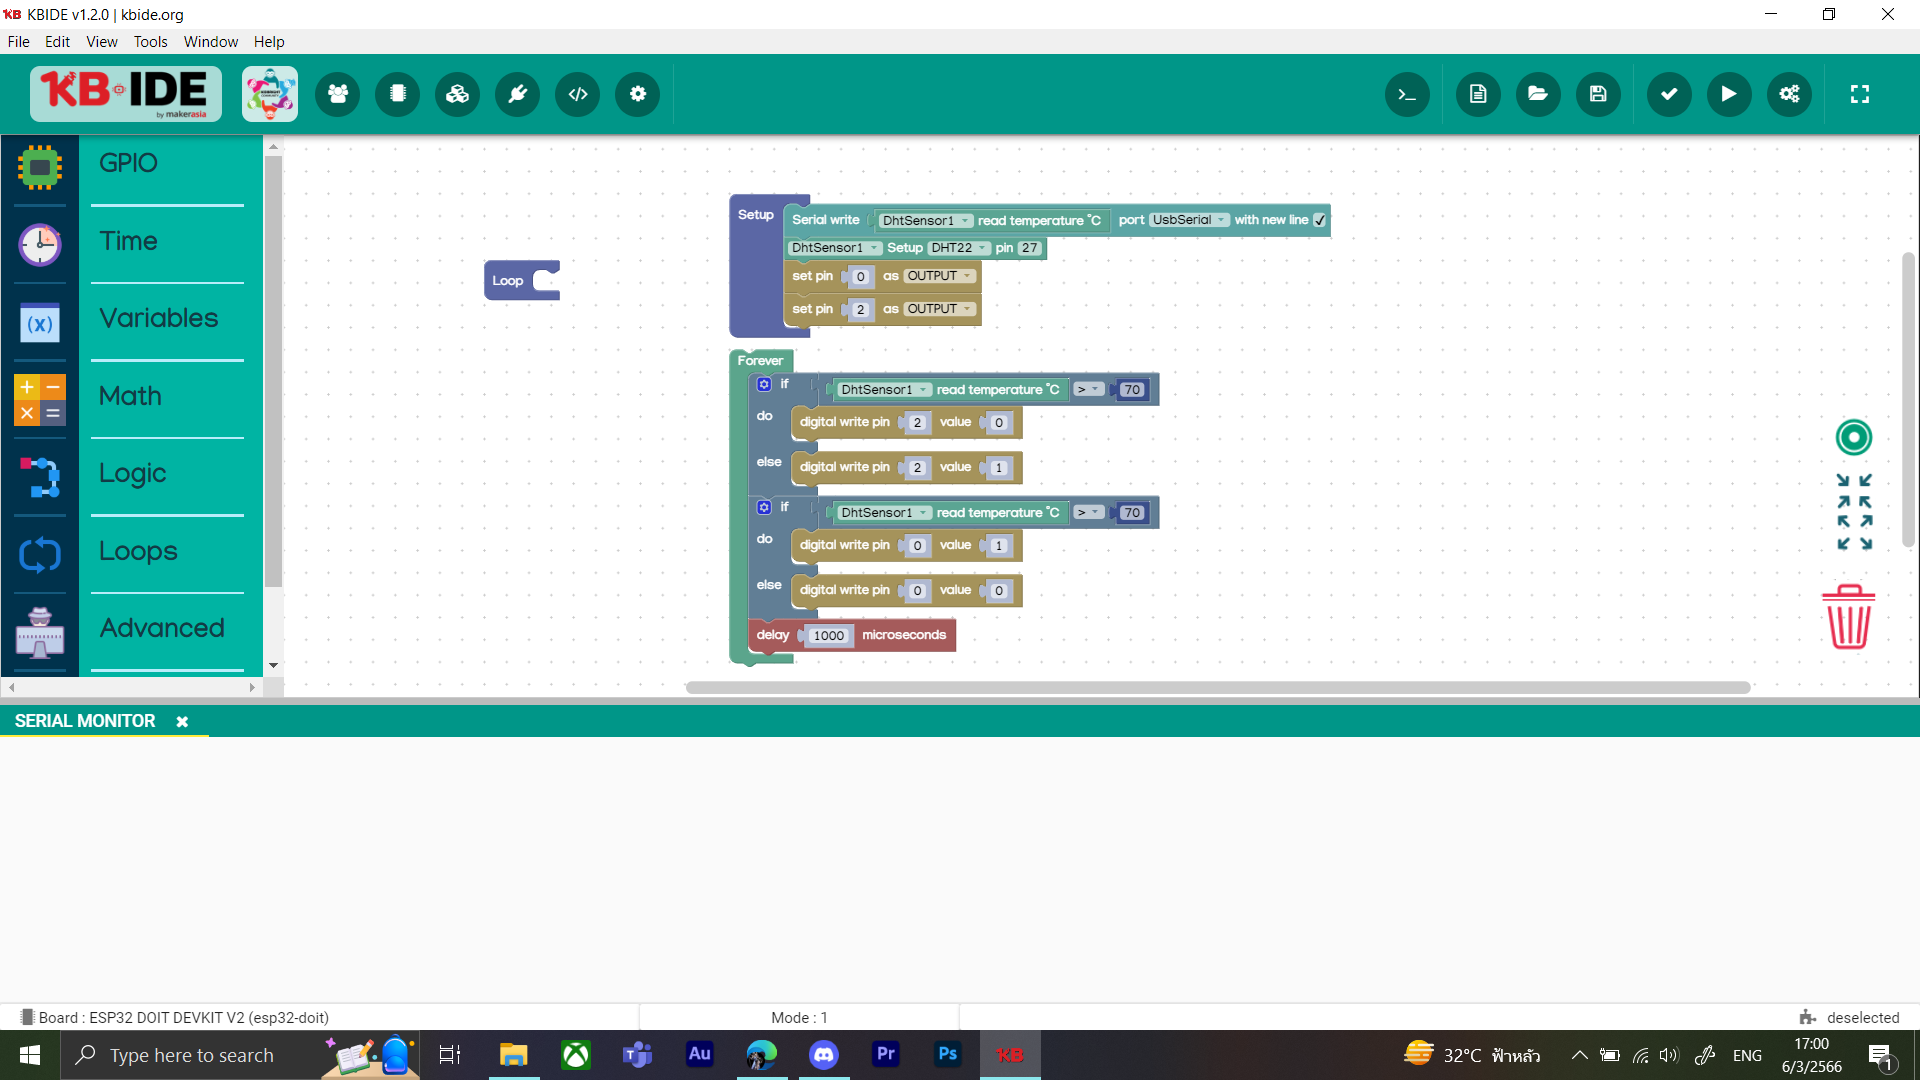 KB KBIDE v1.2.0 | kbide.org
File Edit View Tools Window Help
KB IDE
by makerasia
GPIO
Time
Variables
Math
Logic
Loops
Advanced
Loop
Setup
Serial write DhtSensor1 read temperature °C port UsbSerial with new line
DhtSensor1 Setup DHT22 pin 27
set pin 0 as OUTPUT
set pin 2 as OUTPUT
Forever
if DhtSensor1 read temperature °C > 70
do digital write pin 2 value 0
else digital write pin 2 value 1
if DhtSensor1 read temperature °C > 70
do digital write pin 0 value 1
else digital write pin 0 value 0
delay 1000 microseconds
SERIAL MONITOR
Board : ESP32 DOIT DEVKIT V2 (esp32-doit)
Mode : 1
deselected
Type here to search
Au
Pr
Ps
KB
32°C ฟ้าหลัว
ENG
17:00
6/3/2566
1